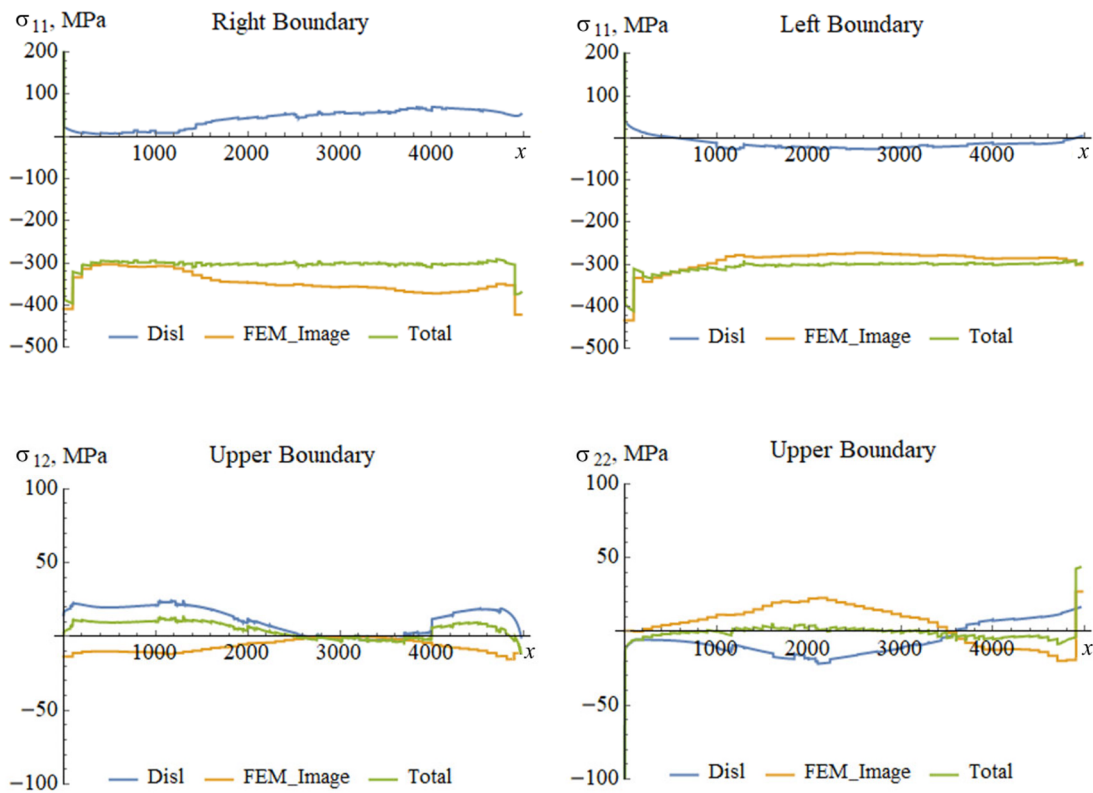 σ11, MPa Right Boundary
200
100
1000 2000 3000 4000 x
−100
−200
−300
−400
−500
Disl FEM_Image Total
σ11, MPa Left Boundary
200
100
1000 2000 3000 4000 x
−100
−200
−300
−400
−500
Disl FEM_Image Total
σ12, MPa Upper Boundary
100
50
1000 2000 3000 4000 x
−50
−100
Disl FEM_Image Total
σ22, MPa Upper Boundary
100
50
1000 2000 3000 4000 x
−50
−100
Disl FEM_Image Total